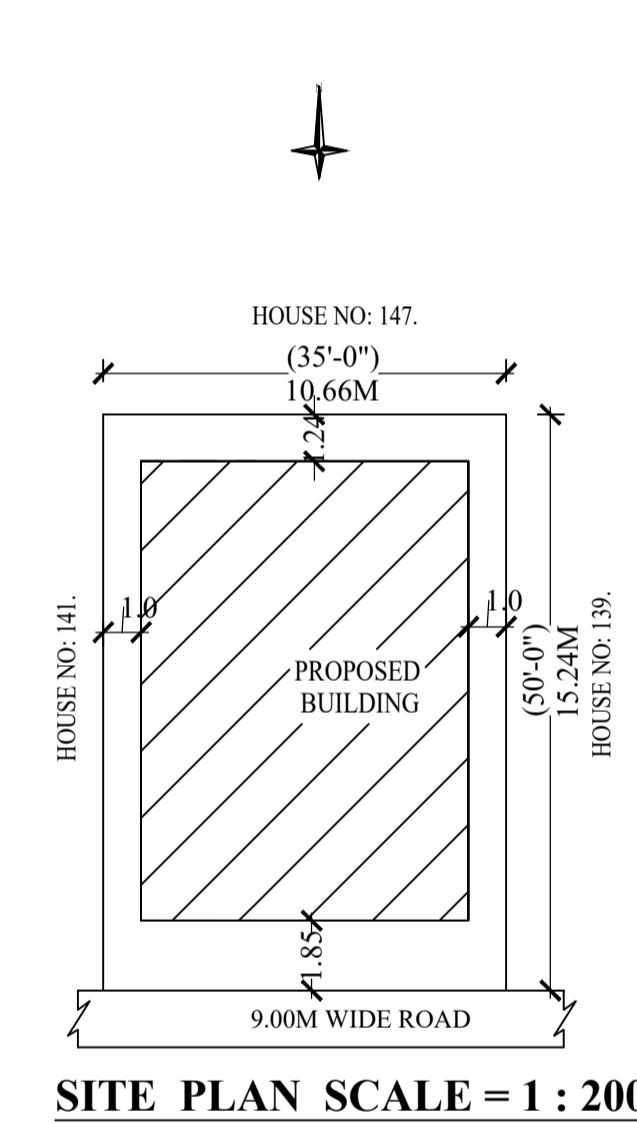 N
HOUSE NO: 147.
(35'-0")
10.66M
1.24
1.0
1.0
HOUSE NO: 141.
PROPOSED
BUILDING
(50'-0")
15.24M
HOUSE NO: 139.
1.85
9.00M WIDE ROAD
SITE PLAN SCALE = 1 : 200